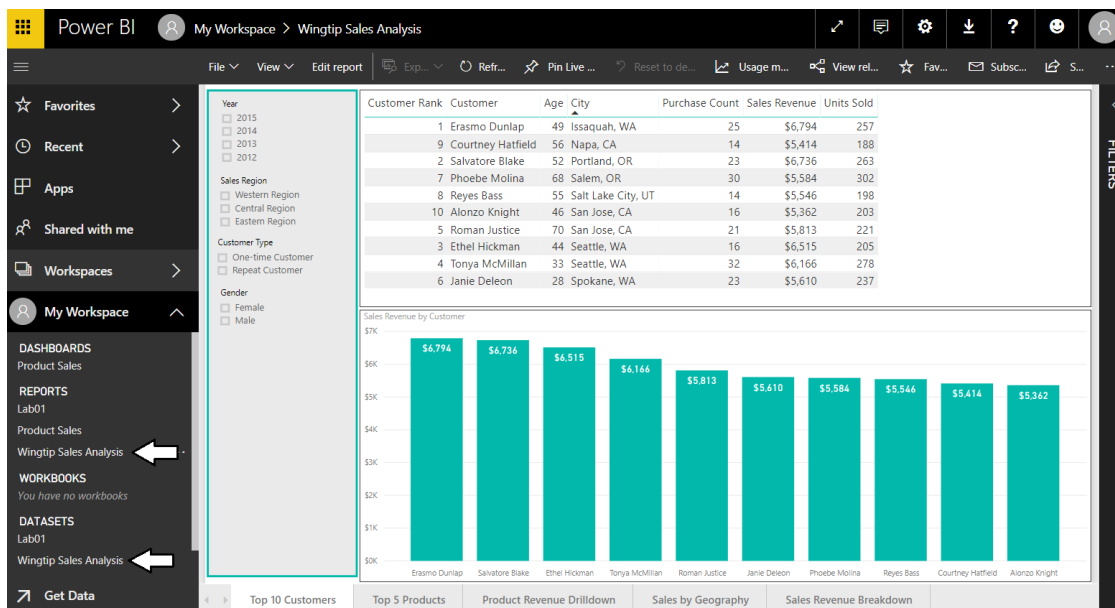 Power BI My Workspace > Wingtip Sales Analysis ?
File View Edit report Exp... Refr... Pin Live ... Reset to de... Usage m... View rel... Fav... Subsc... S... ...
Favorites
Recent
Apps
Shared with me
Workspaces
My Workspace
DASHBOARDS
Product Sales
REPORTS
Lab01
Product Sales
Wingtip Sales Analysis
WORKBOOKS
You have no workbooks
DATASETS
Lab01
Wingtip Sales Analysis
Get Data
Year
2015
2014
2013
2012
Sales Region
Western Region
Central Region
Eastern Region
Customer Type
One-time Customer
Repeat Customer
Gender
Female
Male
Customer Rank Customer Age City Purchase Count Sales Revenue Units Sold
1 Erasmo Dunlap 49 Issaquah, WA 25 $6,794 257
9 Courtney Hatfield 56 Napa, CA 14 $5,414 188
2 Salvatore Blake 52 Portland, OR 23 $6,736 263
7 Phoebe Molina 68 Salem, OR 30 $5,584 302
8 Reyes Bass 55 Salt Lake City, UT 14 $5,546 198
10 Alonzo Knight 46 San Jose, CA 16 $5,362 203
5 Roman Justice 70 San Jose, CA 21 $5,813 221
3 Ethel Hickman 44 Seattle, WA 16 $6,515 205
4 Tonya McMillan 33 Seattle, WA 32 $6,166 278
6 Janie Deleon 28 Spokane, WA 23 $5,610 237
Sales Revenue by Customer
$7K
$6K
$5K
$4K
$3K
$2K
$1K
$0K
$6,794 $6,736 $6,515 $6,166 $5,813 $5,610 $5,584 $5,546 $5,414 $5,362
Erasmo Dunlap Salvatore Blake Ethel Hickman Tonya McMillan Roman Justice Janie Deleon Phoebe Molina Reyes Bass Courtney Hatfield Alonzo Knight
FILTERS
Top 10 Customers Top 5 Products Product Revenue Drilldown Sales by Geography Sales Revenue Breakdown